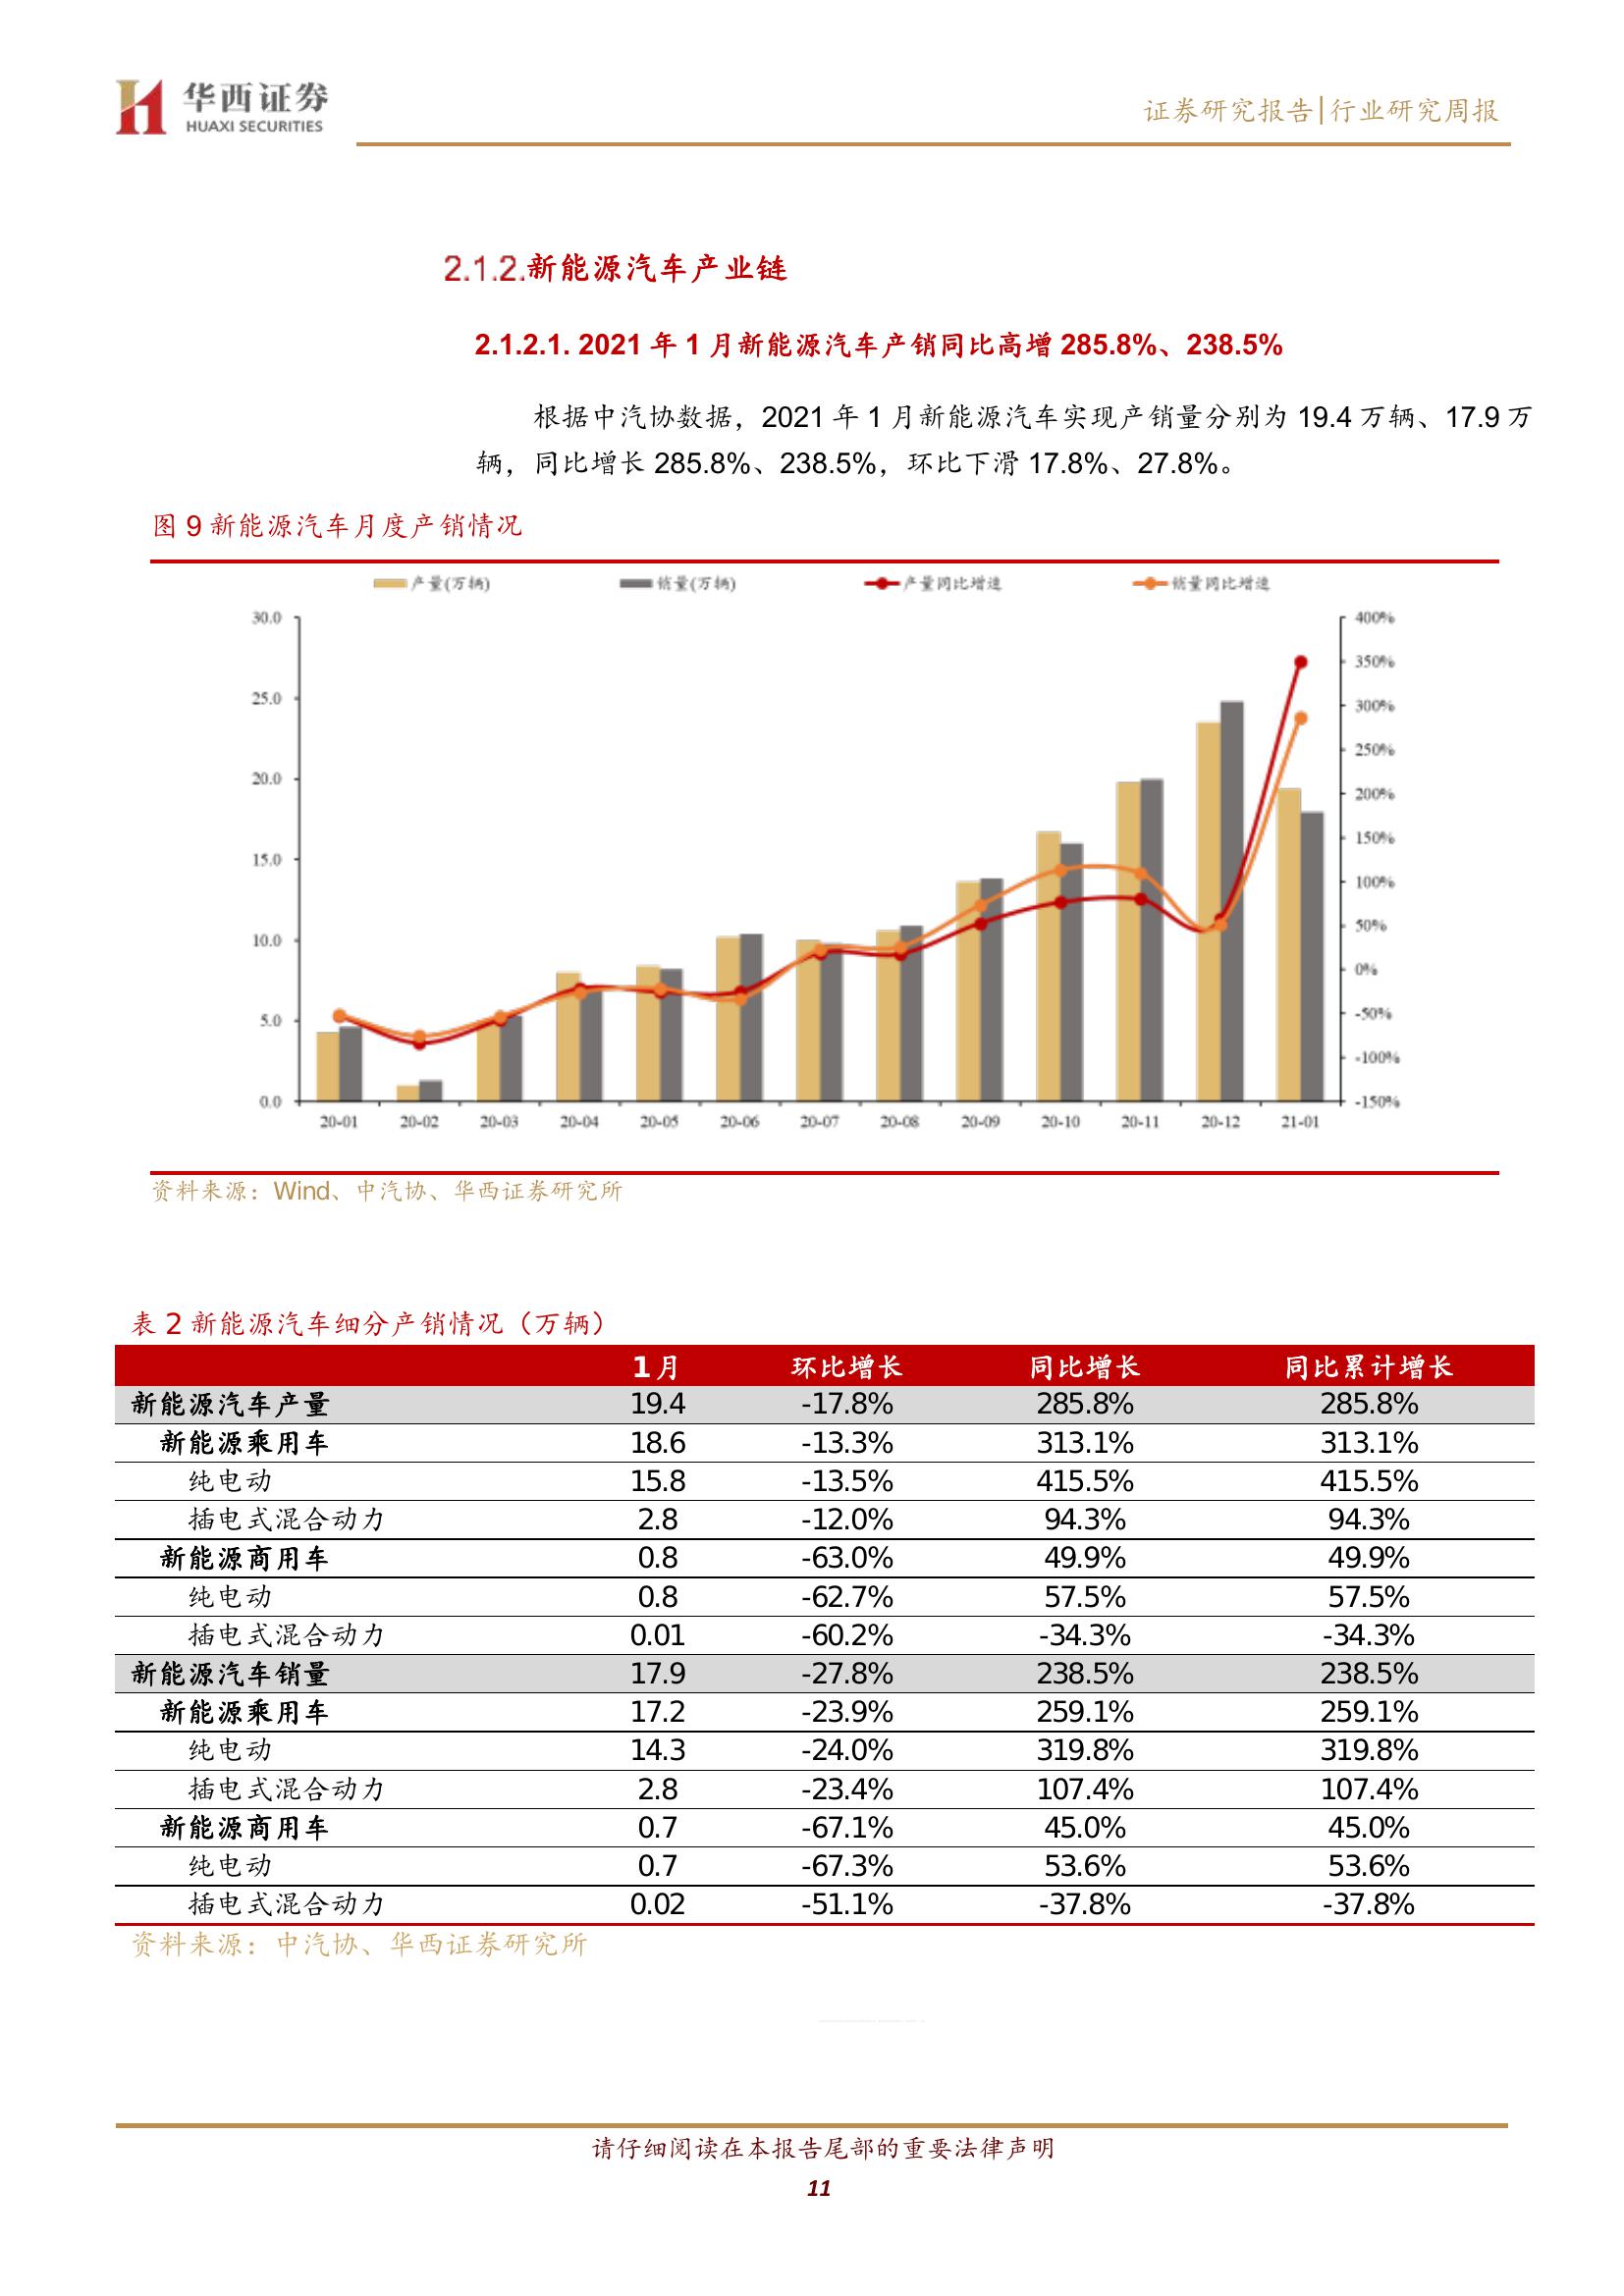 华西证券
HUAXI SECURITIES
证券研究报告|行业研究周报
2.1.2.新能源汽车产业链
2.1.2.1. 2021 年 1 月新能源汽车产销同比高增 285.8%、238.5%
根据中汽协数据，2021 年 1 月新能源汽车实现产销量分别为 19.4 万辆、17.9 万
辆，同比增长 285.8%、238.5%，环比下滑 17.8%、27.8%。
图 9 新能源汽车月度产销情况
产量(万辆) 销量(万辆) 产量同比增速 销量同比增速
30.0 400%
350%
25.0 300%
250%
20.0 200%
15.0 150%
100%
10.0 50%
0%
5.0 -50%
-100%
0.0 -150%
20-01 20-02 20-03 20-04 20-05 20-06 20-07 20-08 20-09 20-10 20-11 20-12 21-01
资料来源：Wind、中汽协、华西证券研究所
表 2 新能源汽车细分产销情况（万辆）
1 月 环比增长 同比增长 同比累计增长
新能源汽车产量 19.4 -17.8% 285.8% 285.8%
新能源乘用车 18.6 -13.3% 313.1% 313.1%
纯电动 15.8 -13.5% 415.5% 415.5%
插电式混合动力 2.8 -12.0% 94.3% 94.3%
新能源商用车 0.8 -63.0% 49.9% 49.9%
纯电动 0.8 -62.7% 57.5% 57.5%
插电式混合动力 0.01 -60.2% -34.3% -34.3%
新能源汽车销量 17.9 -27.8% 238.5% 238.5%
新能源乘用车 17.2 -23.9% 259.1% 259.1%
纯电动 14.3 -24.0% 319.8% 319.8%
插电式混合动力 2.8 -23.4% 107.4% 107.4%
新能源商用车 0.7 -67.1% 45.0% 45.0%
纯电动 0.7 -67.3% 53.6% 53.6%
插电式混合动力 0.02 -51.1% -37.8% -37.8%
资料来源：中汽协、华西证券研究所
请仔细阅读在本报告尾部的重要法律声明
11